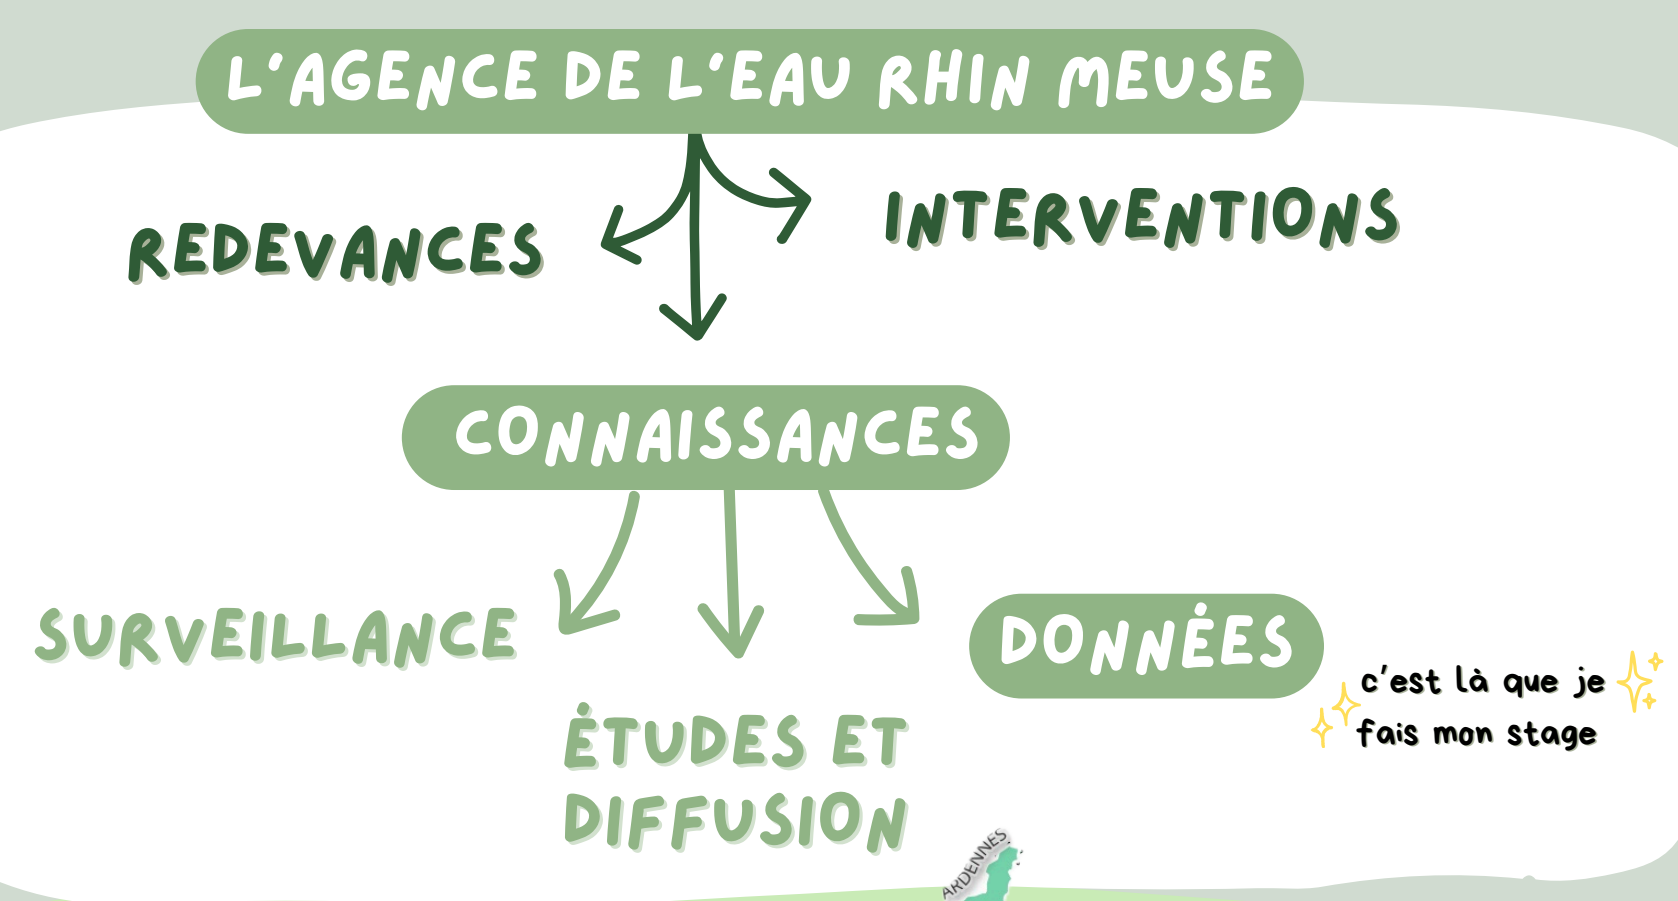 L'AGENCE DE L'EAU RHIN MEUSE
REDEVANCES
INTERVENTIONS
CONNAISSANCES
SURVEILLANCE
ÉTUDES ET
DIFFUSION
DONNÉES
c'est là que je
fais mon stage
ARDENNES